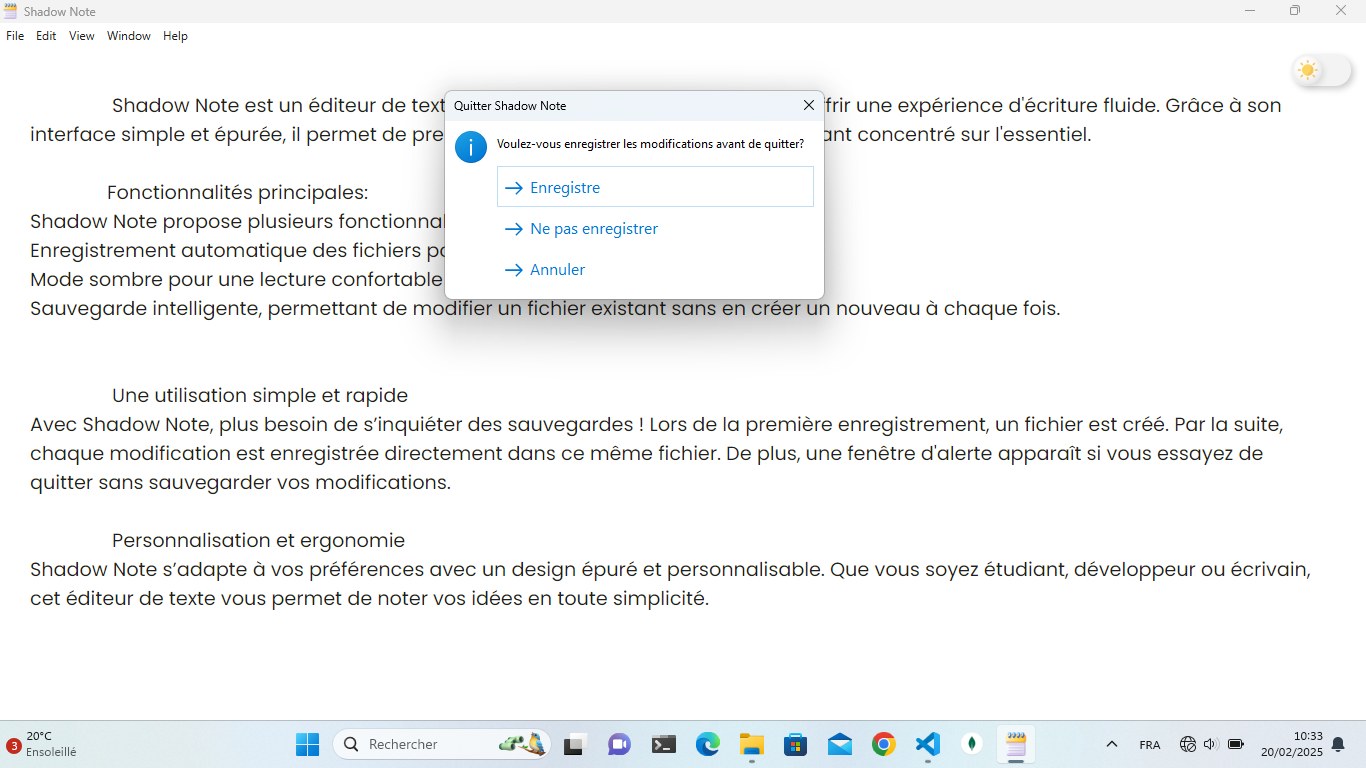 Shadow Note
File Edit View Window Help
Shadow Note est un éditeur de text
frir une expérience d'écriture fluide. Grâce à son
interface simple et épurée, il permet de pre
ant concentré sur l'essentiel.
Quitter Shadow Note
Voulez-vous enregistrer les modifications avant de quitter?
Enregistre
Ne pas enregistrer
Annuler
Fonctionnalités principales:
Shadow Note propose plusieurs fonctionnal
Enregistrement automatique des fichiers po
Mode sombre pour une lecture confortable
Sauvegarde intelligente, permettant de modifier un fichier existant sans en créer un nouveau à chaque fois.
Une utilisation simple et rapide
Avec Shadow Note, plus besoin de s'inquiéter des sauvegardes ! Lors de la première enregistrement, un fichier est créé. Par la suite,
chaque modification est enregistrée directement dans ce même fichier. De plus, une fenêtre d'alerte apparaît si vous essayez de
quitter sans sauvegarder vos modifications.
Personnalisation et ergonomie
Shadow Note s'adapte à vos préférences avec un design épuré et personnalisable. Que vous soyez étudiant, développeur ou écrivain,
cet éditeur de texte vous permet de noter vos idées en toute simplicité.
3
20°C
Ensoleillé
Rechercher
FRA
10:33
20/02/2025